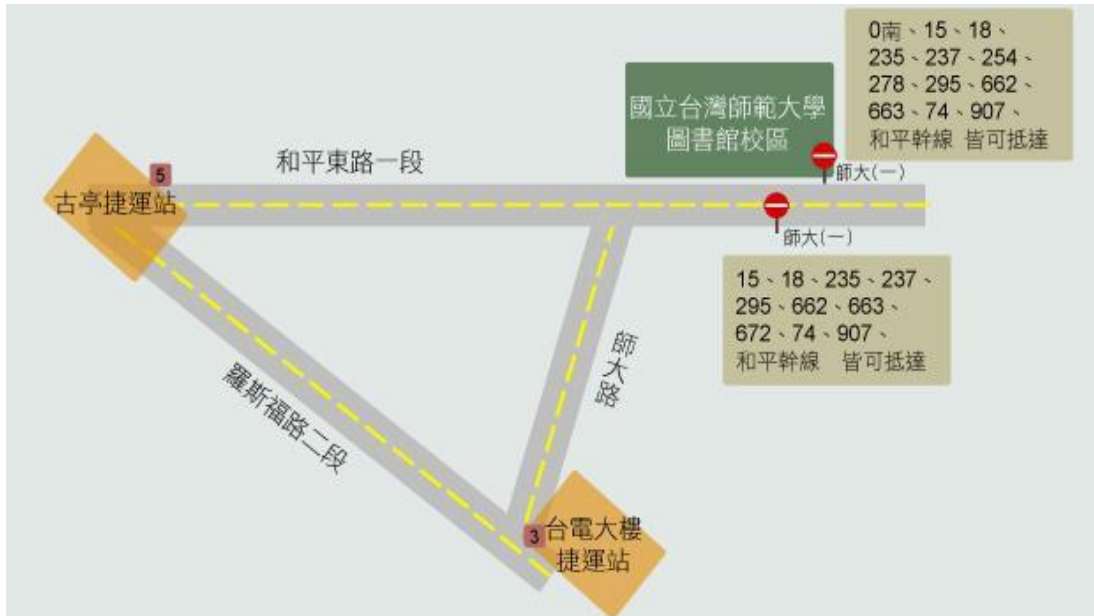 0南、15、18、
235、237、254、
278、295、662、
663、74、907、
和平幹線 皆可抵達
國立台灣師範大學
圖書館校區
和平東路一段
師大(一)
5
古亭捷運站
師大(一)
15、18、235、237、
295、662、663、
672、74、907、
和平幹線 皆可抵達
師大路
羅斯福路二段
3
台電大樓
捷運站